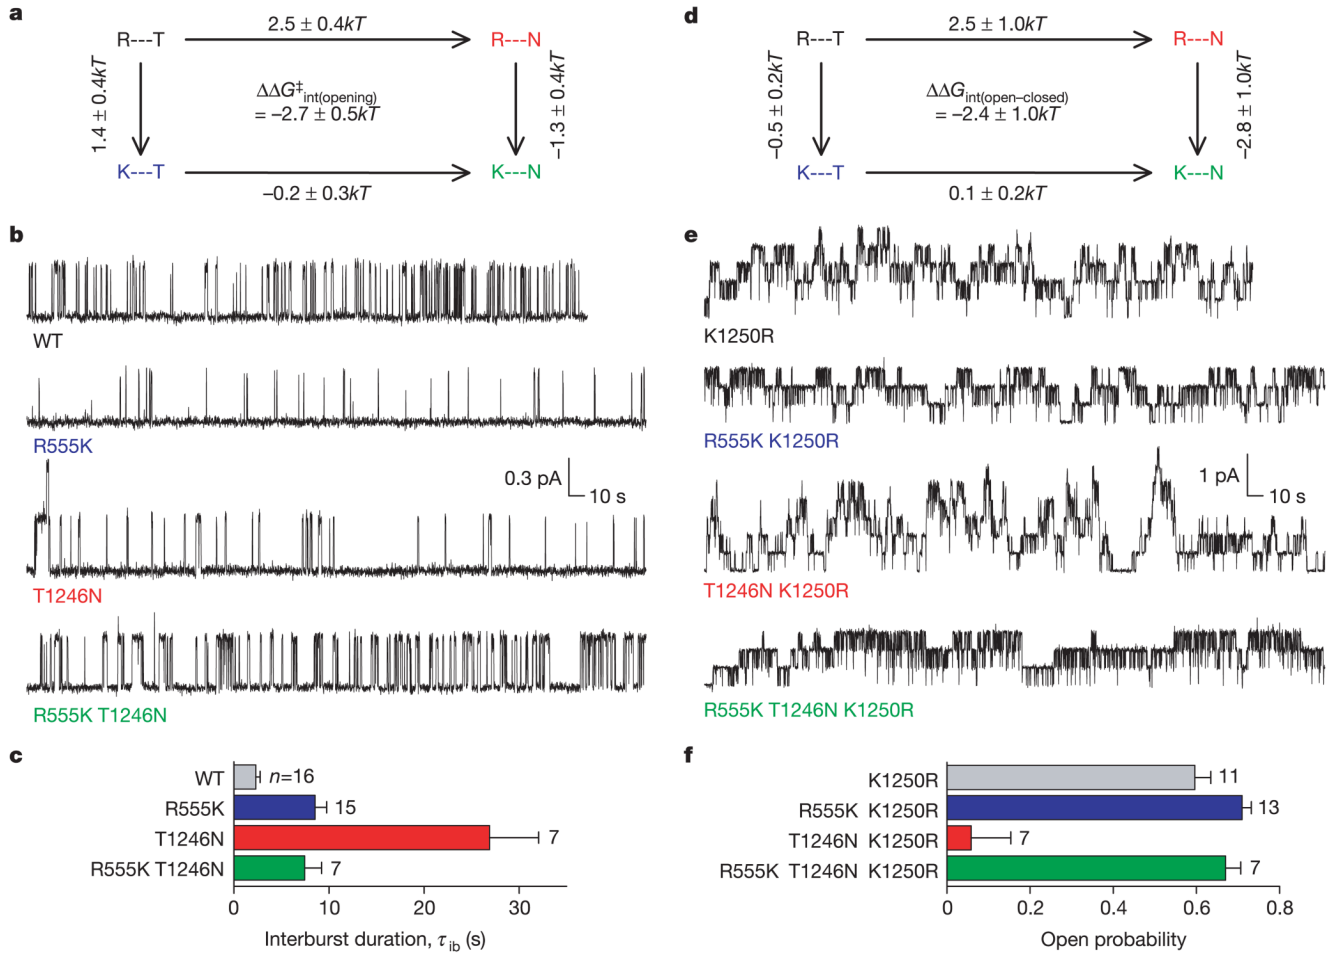 a
2.5 ± 0.4kT
R---T
R---N
1.4 ± 0.4kT
ΔΔG‡int(opening)
= –2.7 ± 0.5kT
–1.3 ± 0.4kT
K---T
K---N
–0.2 ± 0.3kT
b
WT
R555K
0.3 pA
10 s
T1246N
R555K T1246N
c
WT
n=16
R555K
15
T1246N
7
R555K T1246N
7
0
10
20
30
Interburst duration, τib (s)
d
2.5 ± 1.0kT
R---T
R---N
–0.5 ± 0.2kT
ΔΔGint(open–closed)
= –2.4 ± 1.0kT
–2.8 ± 1.0kT
K---T
K---N
0.1 ± 0.2kT
e
K1250R
R555K K1250R
1 pA
10 s
T1246N K1250R
R555K T1246N K1250R
f
K1250R
11
R555K K1250R
13
T1246N K1250R
7
R555K T1246N K1250R
7
0
0.2
0.4
0.6
0.8
Open probability